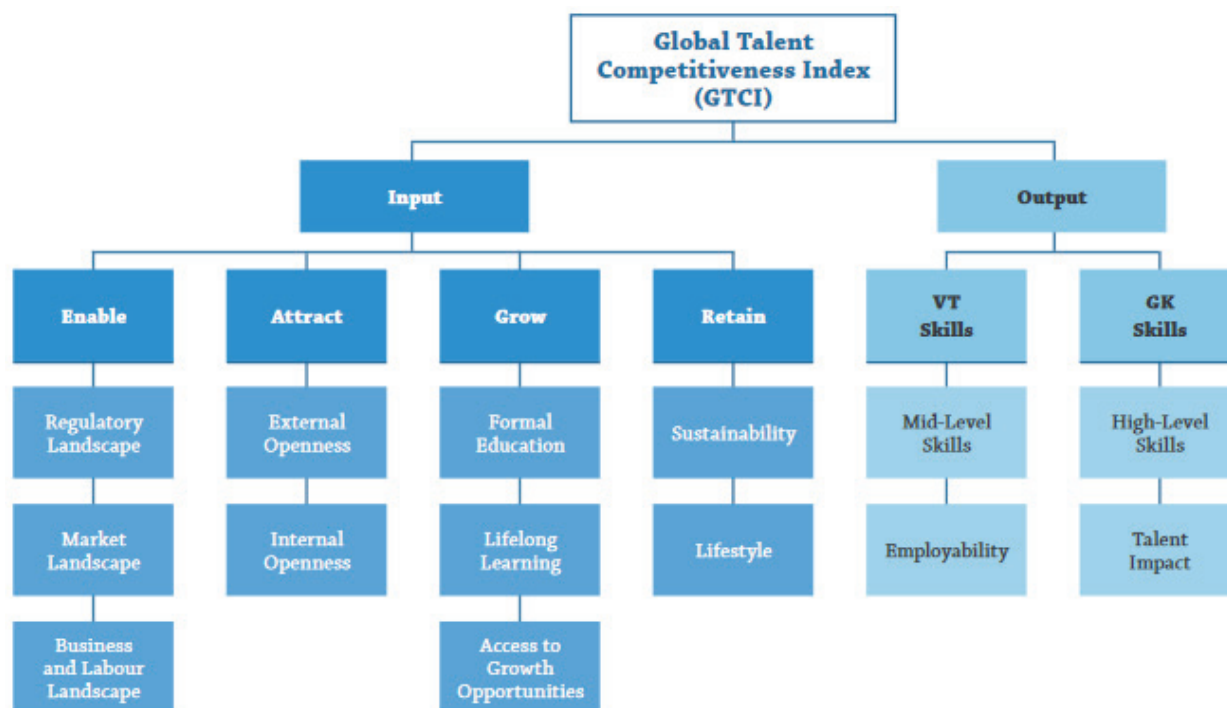 Global Talent
Competitiveness Index
(GTCI)
Input
Output
Enable
Attract
Grow
Retain
VT
Skills
GK
Skills
Regulatory
Landscape
External
Openness
Formal
Education
Sustainability
Mid-Level
Skills
High-Level
Skills
Market
Landscape
Internal
Openness
Lifelong
Learning
Lifestyle
Employability
Talent
Impact
Business
and Labour
Landscape
Access to
Growth
Opportunities